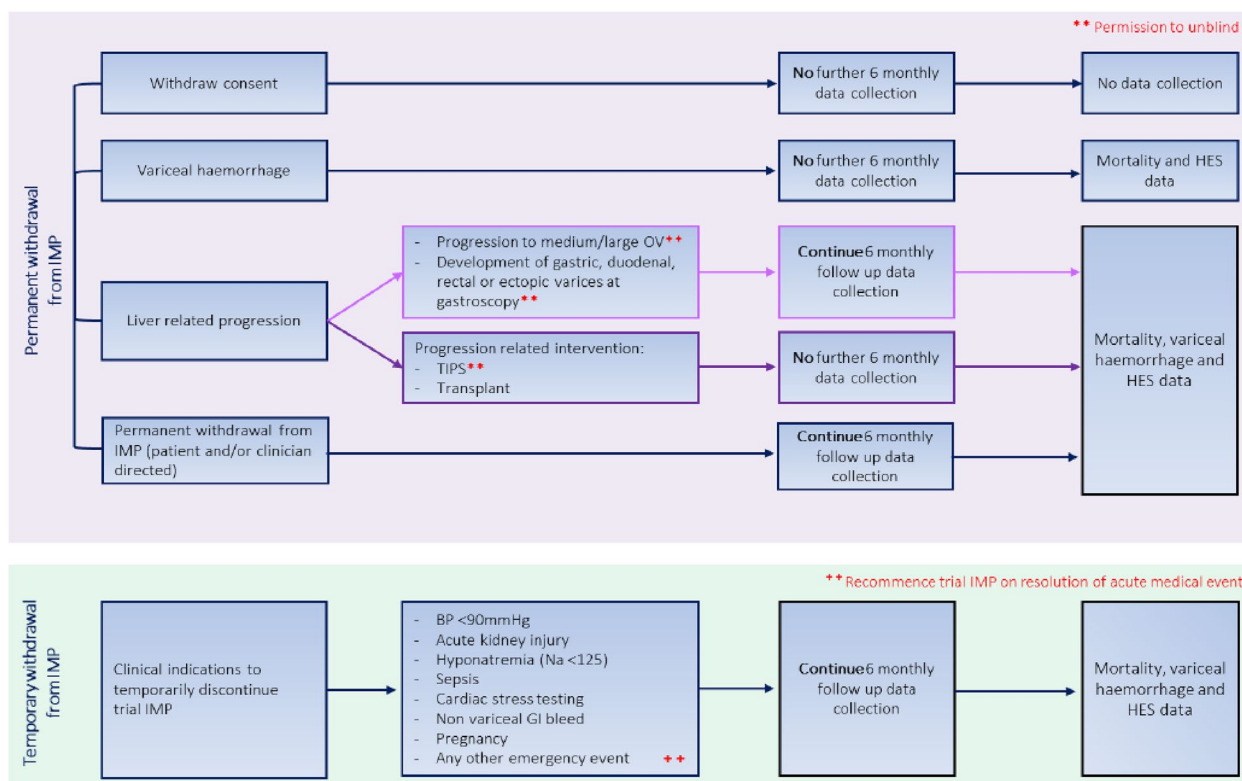 ** Permission to unblind
Permanent withdrawal
from IMP
Withdraw consent
No further 6 monthly
data collection
No data collection
Variceal haemorrhage
No further 6 monthly
data collection
Mortality and HES
data
Liver related progression
- Progression to medium/large OV**
- Development of gastric, duodenal,
rectal or ectopic varices at
gastroscopy**
Continue 6 monthly
follow up data
collection
Progression related intervention:
- TIPS**
- Transplant
No further 6 monthly
data collection
Mortality, variceal
haemorrhage and
HES data
Permanent withdrawal from
IMP (patient and/or clinician
directed)
Continue 6 monthly
follow up data
collection
++ Recommence trial IMP on resolution of acute medical event
Temporary withdrawal
from IMP
Clinical indications to
temporarily discontinue
trial IMP
- BP <90mmHg
- Acute kidney injury
- Hyponatremia (Na <125)
- Sepsis
- Cardiac stress testing
- Non variceal GI bleed
- Pregnancy
- Any other emergency event ++
Continue 6 monthly
follow up data
collection
Mortality, variceal
haemorrhage and
HES data